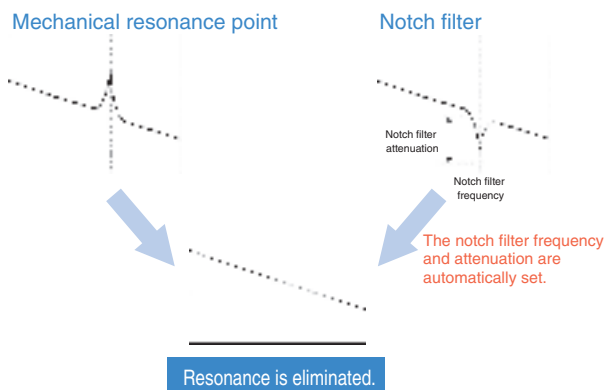 Mechanical resonance point
Notch filter
Notch filter
attenuation
Notch filter
frequency
The notch filter frequency
and attenuation are
automatically set.
Resonance is eliminated.